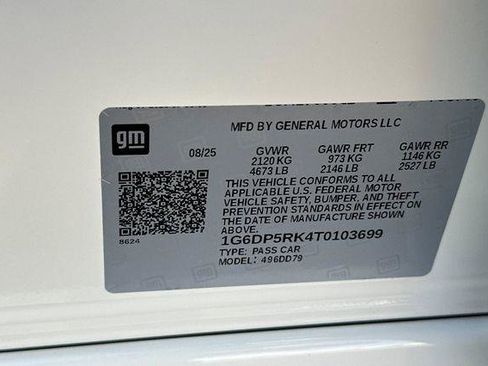 gm
MFD BY GENERAL MOTORS LLC
08/25 GVWR GAWR FRT GAWR RR
2120 KG 973 KG 1146 KG
4673 LB 2146 LB 2527 LB
THIS VEHICLE CONFORMS TO ALL
APPLICABLE U.S. FEDERAL MOTOR
VEHICLE SAFETY, BUMPER, AND THEFT
PREVENTION STANDARDS IN EFFECT ON
THE DATE OF MANUFACTURE SHOWN
ABOVE.
8624
1G6DP5RK4T0103699
TYPE: PASS CAR
MODEL: 496DD79